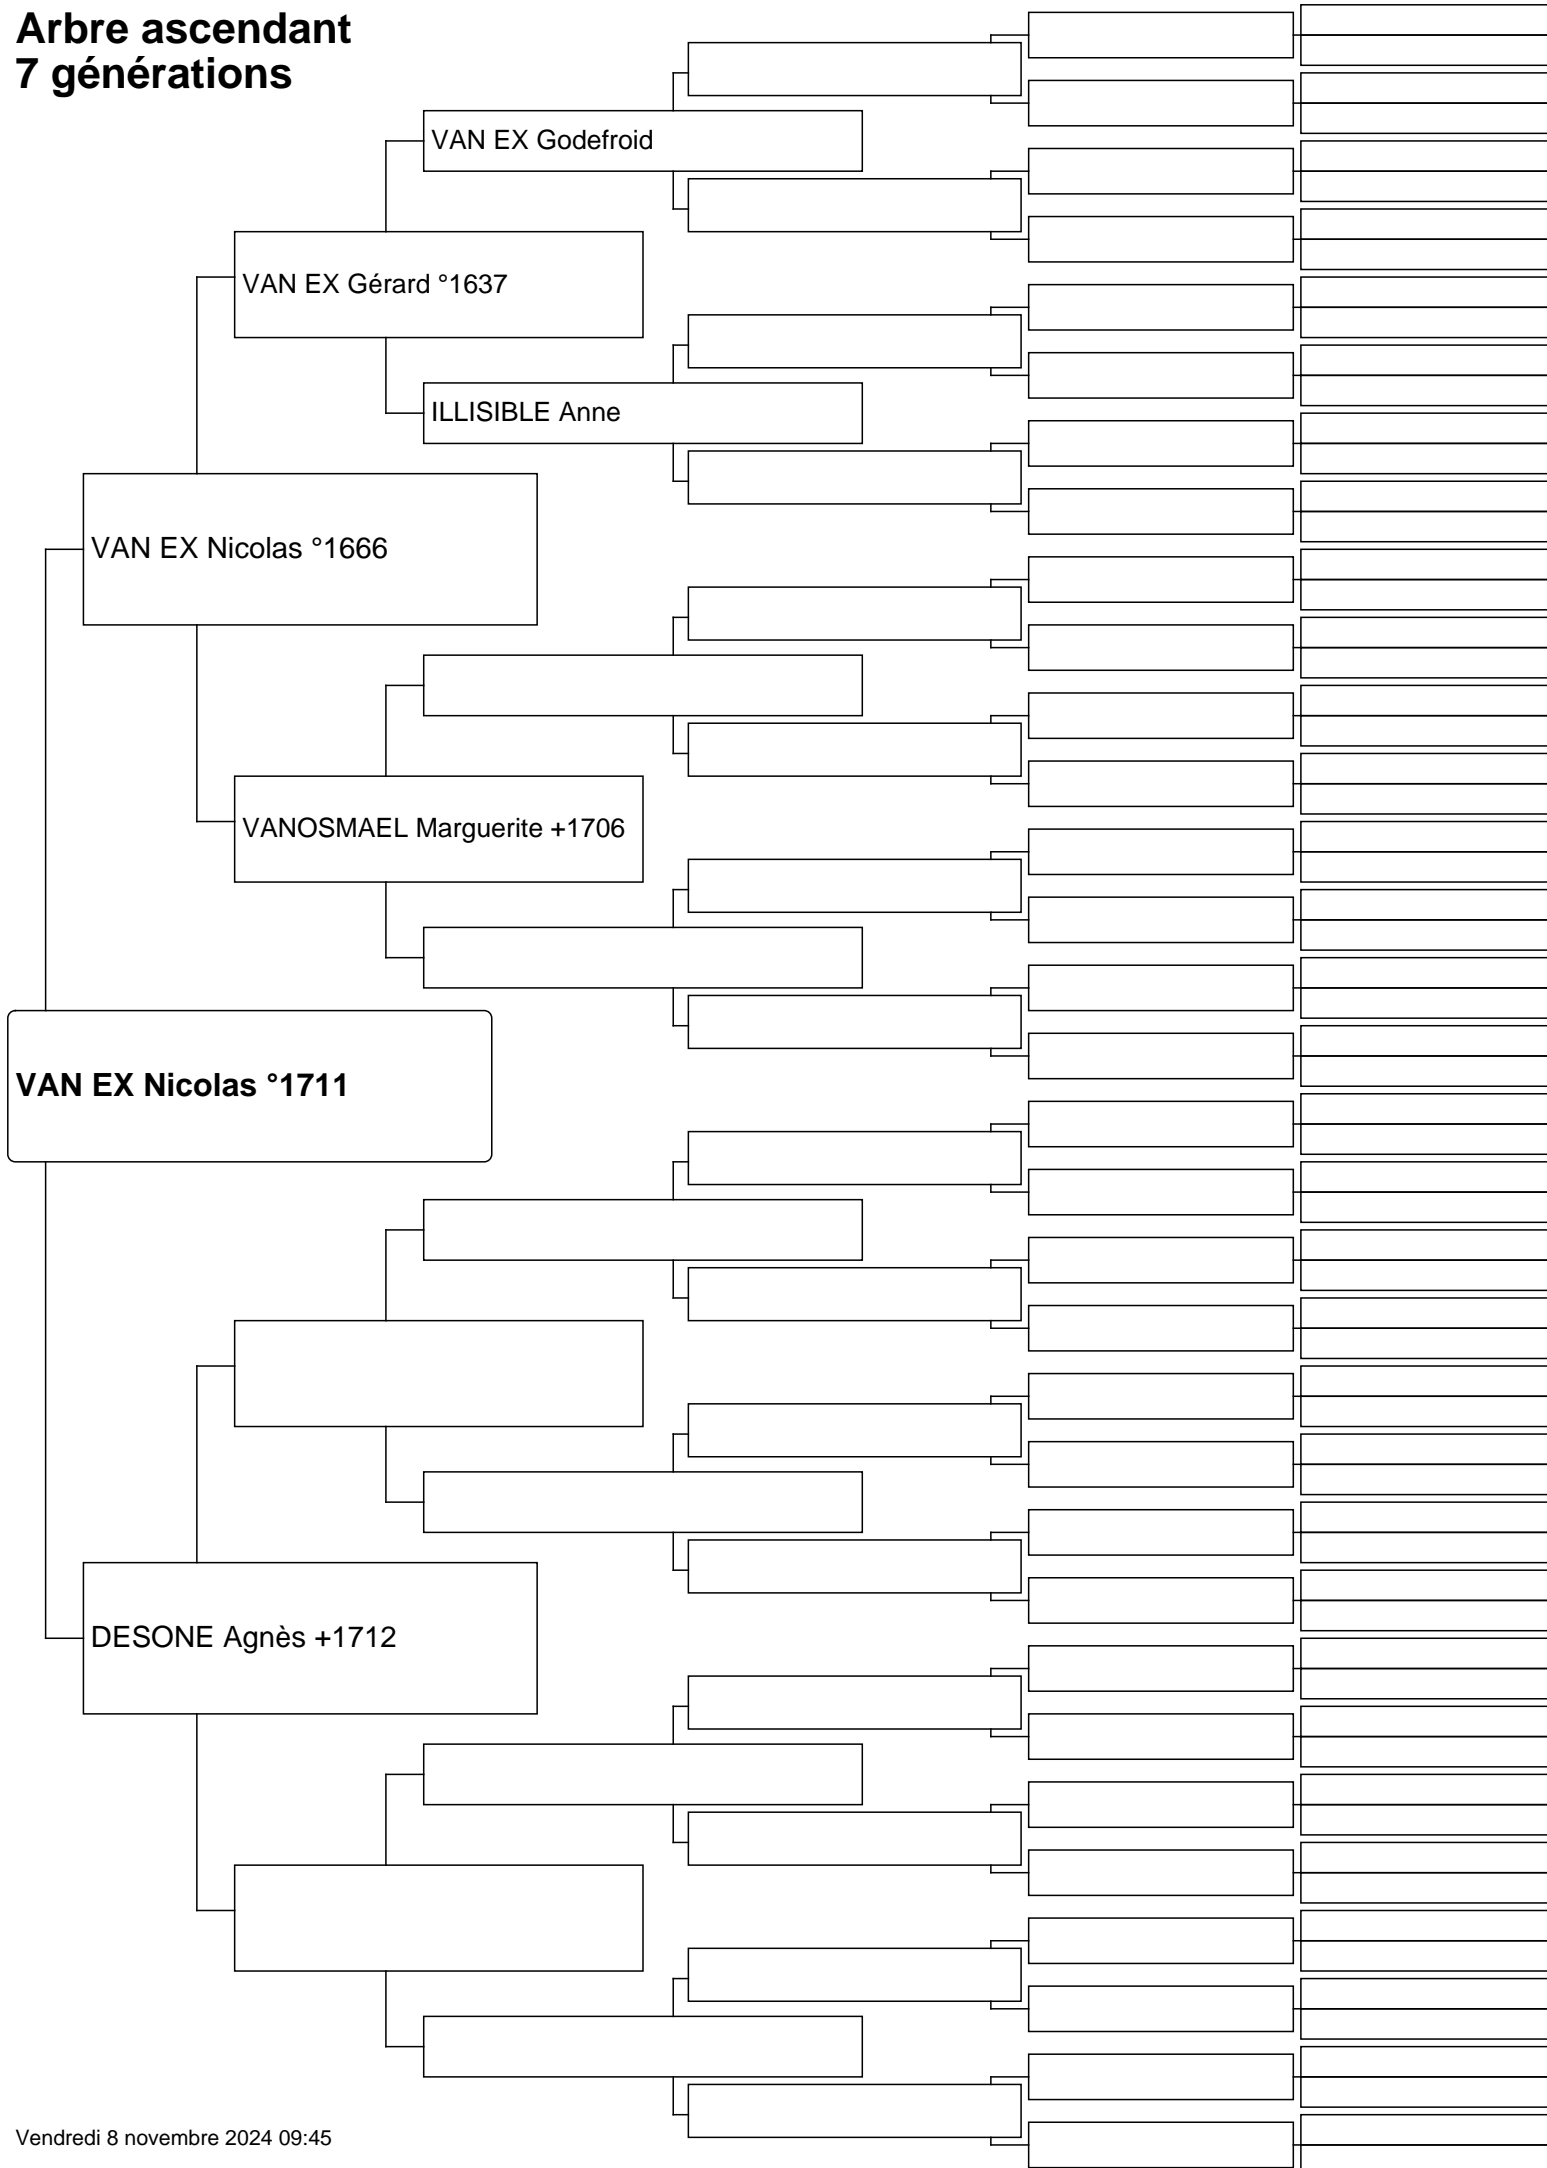 Arbre ascendant
7 générations
VAN EX Godefroid
VAN EX Gérard °1637
ILLISIBLE Anne
VAN EX Nicolas °1666
VANOSMAEL Marguerite +1706
VAN EX Nicolas °1711
DESONE Agnès +1712
Vendredi 8 novembre 2024 09:45